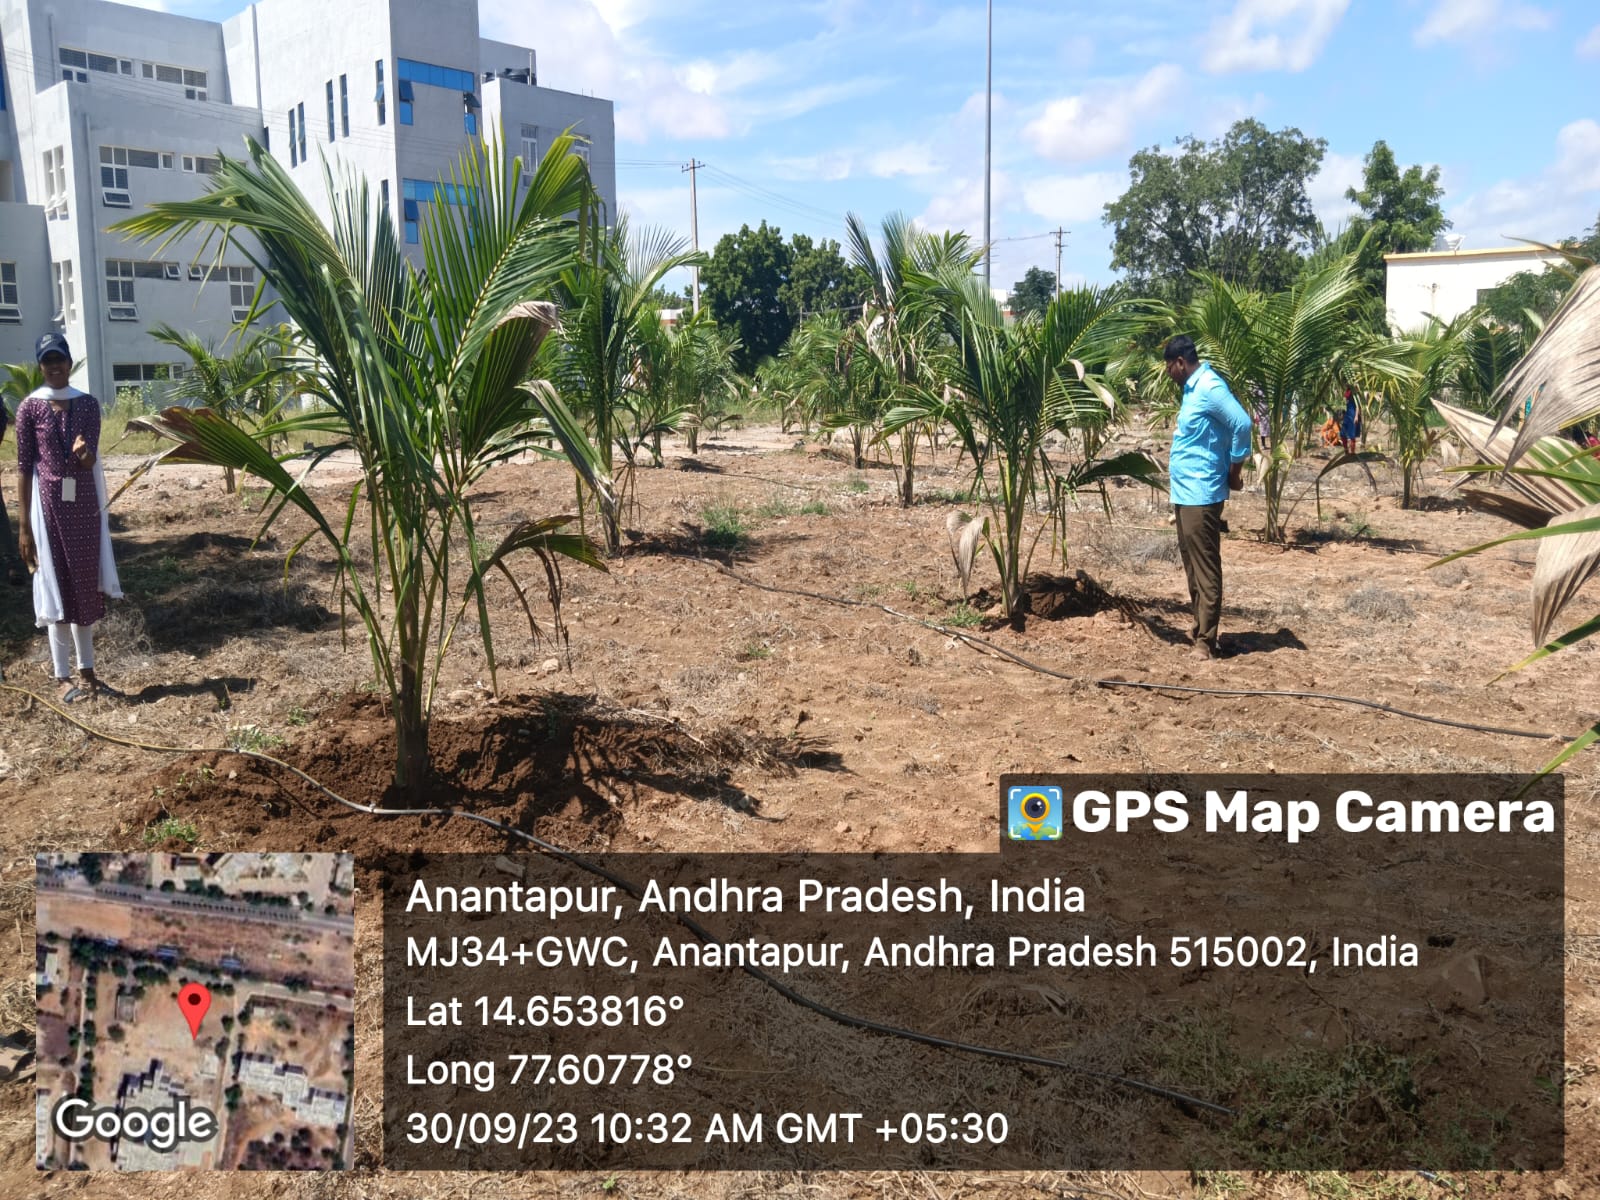 GPS Map Camera
Anantapur, Andhra Pradesh, India
MJ34+GWC, Anantapur, Andhra Pradesh 515002, India
Lat 14.653816°
Long 77.60778°
30/09/23 10:32 AM GMT +05:30
Google